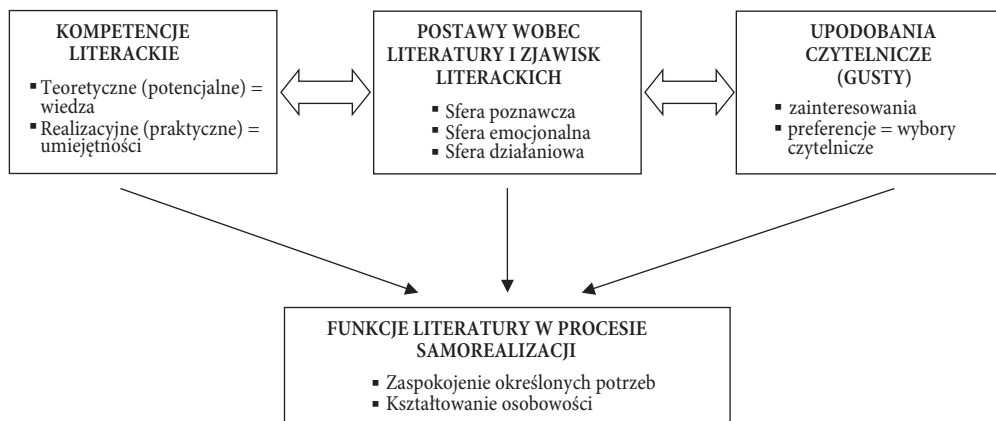 KOMPETENCJE
LITERACKIE
▪ Teoretyczne (potencjalne) =
wiedza
▪ Realizacyjne (praktyczne) =
umiejętności
POSTAWY WOBEC
LITERATURY I ZJAWISK
LITERACKICH
▪ Sfera poznawcza
▪ Sfera emocjonalna
▪ Sfera działaniowa
UPODOBANIA
CZYTELNICZE
(GUSTY)
▪ zainteresowania
▪ preferencje = wybory
czytelnicze
FUNKCJE LITERATURY W PROCESIE
SAMOREALIZACJI
▪ Zaspokojenie określonych potrzeb
▪ Kształtowanie osobowości